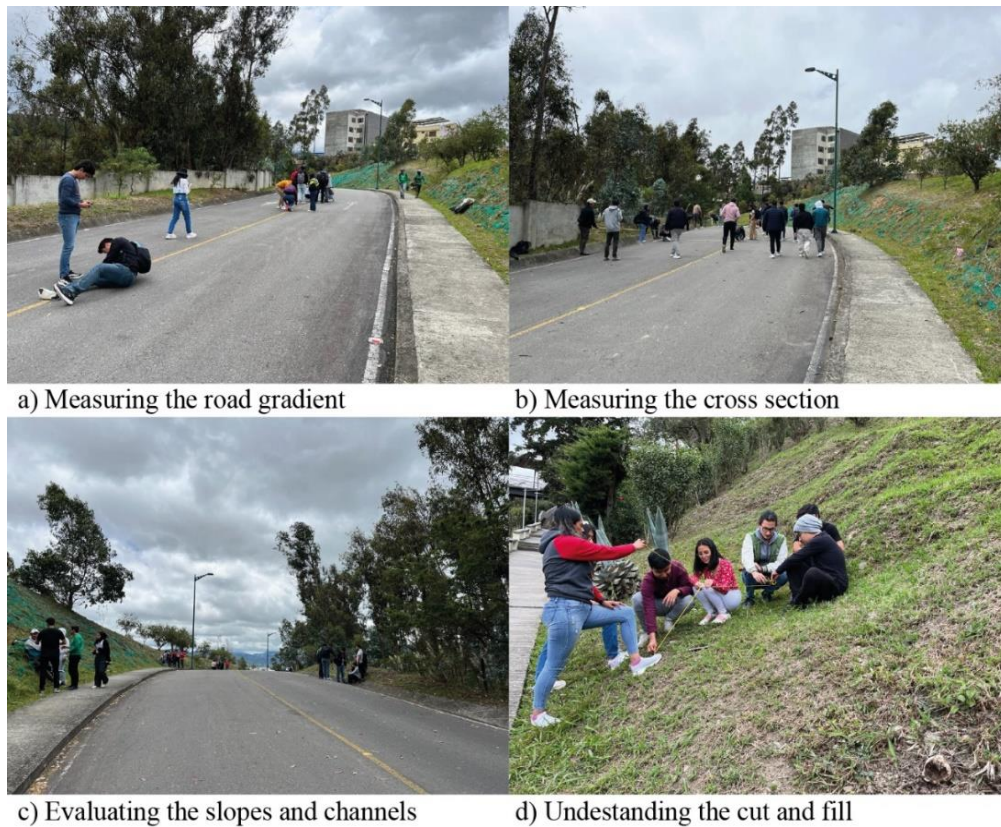 a) Measuring the road gradient
b) Measuring the cross section
c) Evaluating the slopes and channels
d) Undestanding the cut and fill